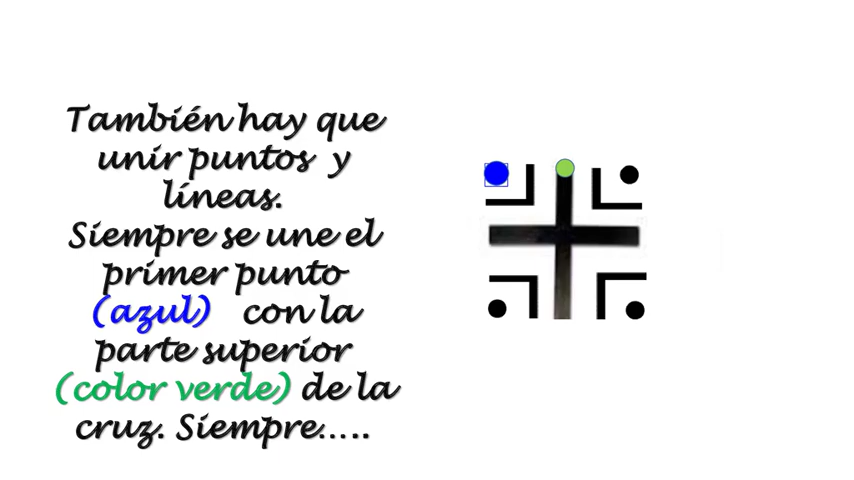 También hay que
unir puntos y
líneas.
Siempre se une el
primer punto
(azul) con la
parte superior
(color verde) de la
cruz. Siempre.....